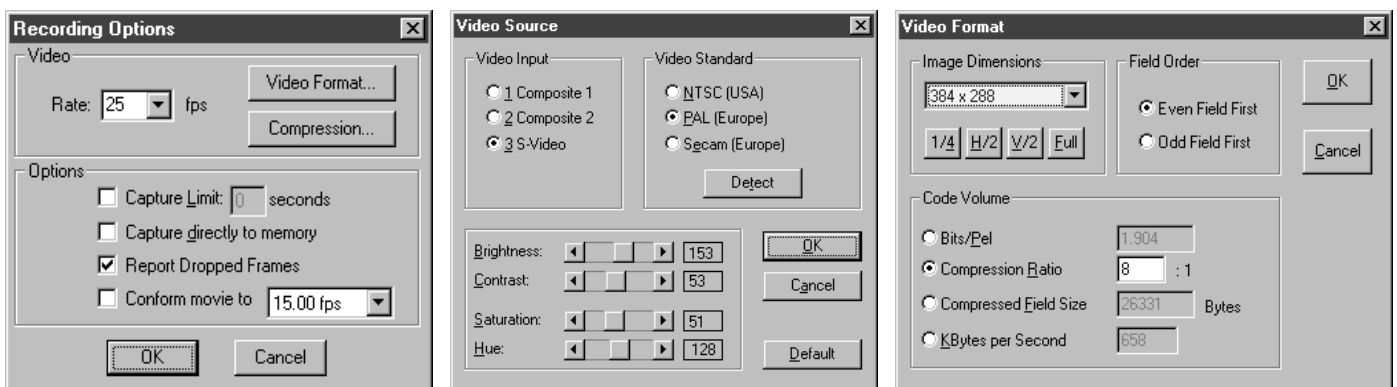 Recording Options
Video
Rate: 25 fps
Video Format...
Compression...
Options
Capture Limit: 0 seconds
Capture directly to memory
Report Dropped Frames
Conform movie to 15.00 fps
OK Cancel
Video Source
Video Input
1 Composite 1
2 Composite 2
3 S-Video
Video Standard
NTSC (USA)
PAL (Europe)
Secam (Europe)
Detect
Brightness: 153
Contrast: 53
Saturation: 51
Hue: 128
OK
Cancel
Default
Video Format
Image Dimensions
384 x 288
1/4 H/2 V/2 Full
Field Order
Even Field First
Odd Field First
OK
Cancel
Code Volume
Bits/Pel 1.904
Compression Ratio 8 : 1
Compressed Field Size 26331 Bytes
KBytes per Second 658